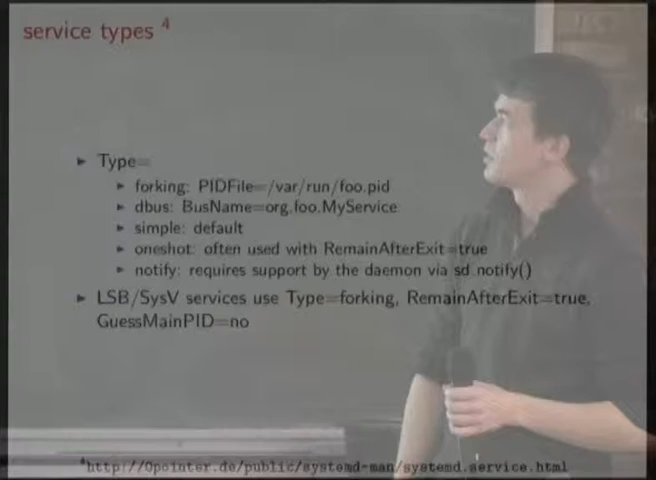 service types 4
► Type=
► forking: PIDFile=/var/run/foo.pid
► dbus: BusName=org.foo.MyService
► simple: default
► oneshot: often used with RemainAfterExit=true
► notify: requires support by the daemon via sd_notify()
► LSB/SysV services use Type=forking, RemainAfterExit=true,
GuessMainPID=no
4http://0pointer.de/public/systemd-man/systemd.service.html